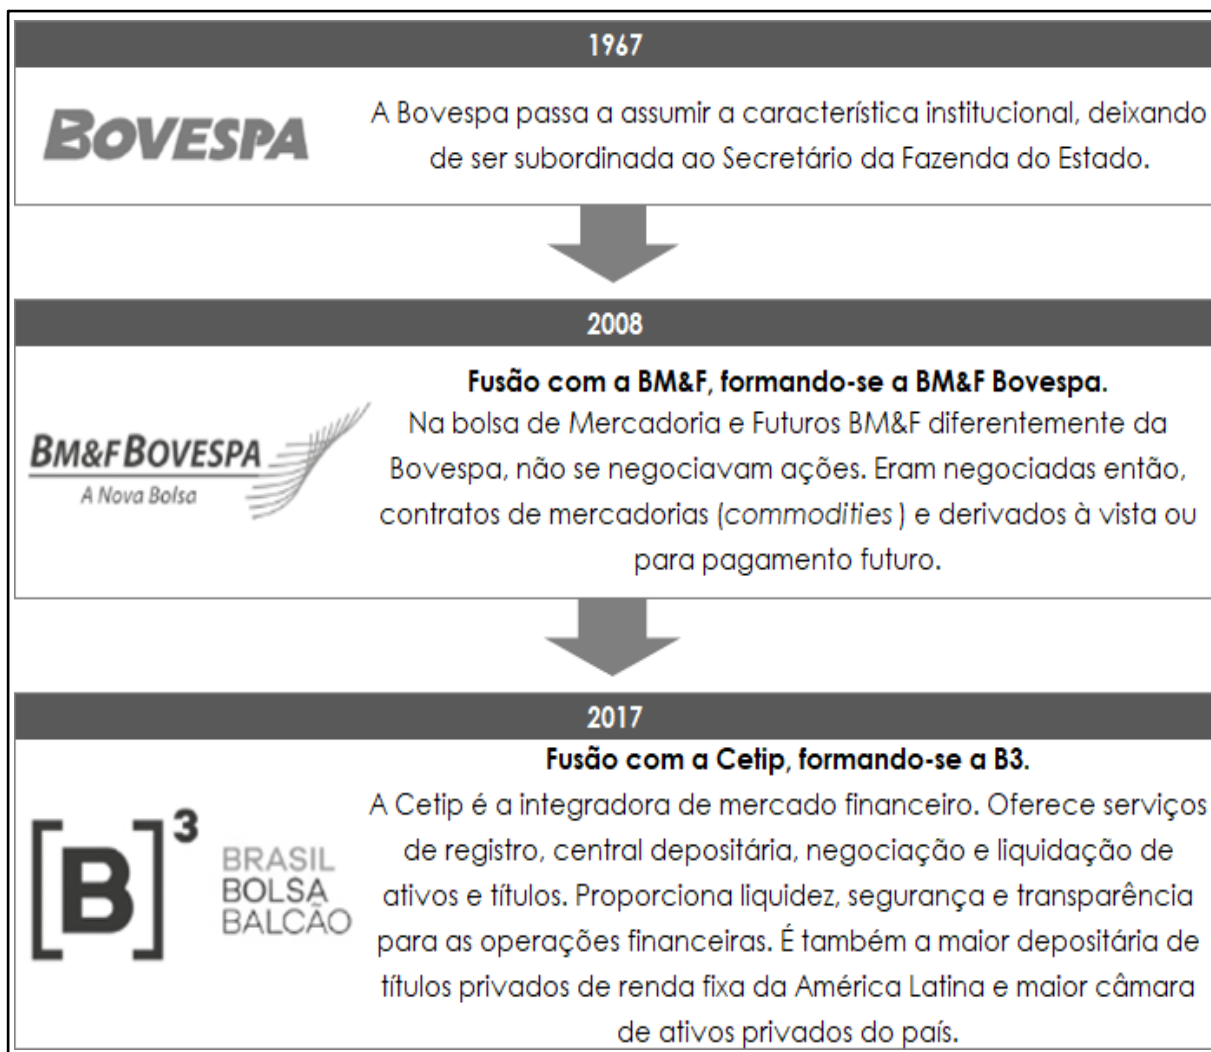 1967
BOVESPA
A Bovespa passa a assumir a característica institucional, deixando
de ser subordinada ao Secretário da Fazenda do Estado.
2008
BM&FBOVESPA
A Nova Bolsa
Fusão com a BM&F, formando-se a BM&F Bovespa.
Na bolsa de Mercadoria e Futuros BM&F diferentemente da
Bovespa, não se negociavam ações. Eram negociadas então,
contratos de mercadorias (commodities ) e derivados à vista ou
para pagamento futuro.
2017
[B]³
BRASIL
BOLSA
BALCÃO
Fusão com a Cetip, formando-se a B3.
A Cetip é a integradora de mercado financeiro. Oferece serviços
de registro, central depositária, negociação e liquidação de
ativos e títulos. Proporciona liquidez, segurança e transparência
para as operações financeiras. É também a maior depositária de
títulos privados de renda fixa da América Latina e maior câmara
de ativos privados do país.